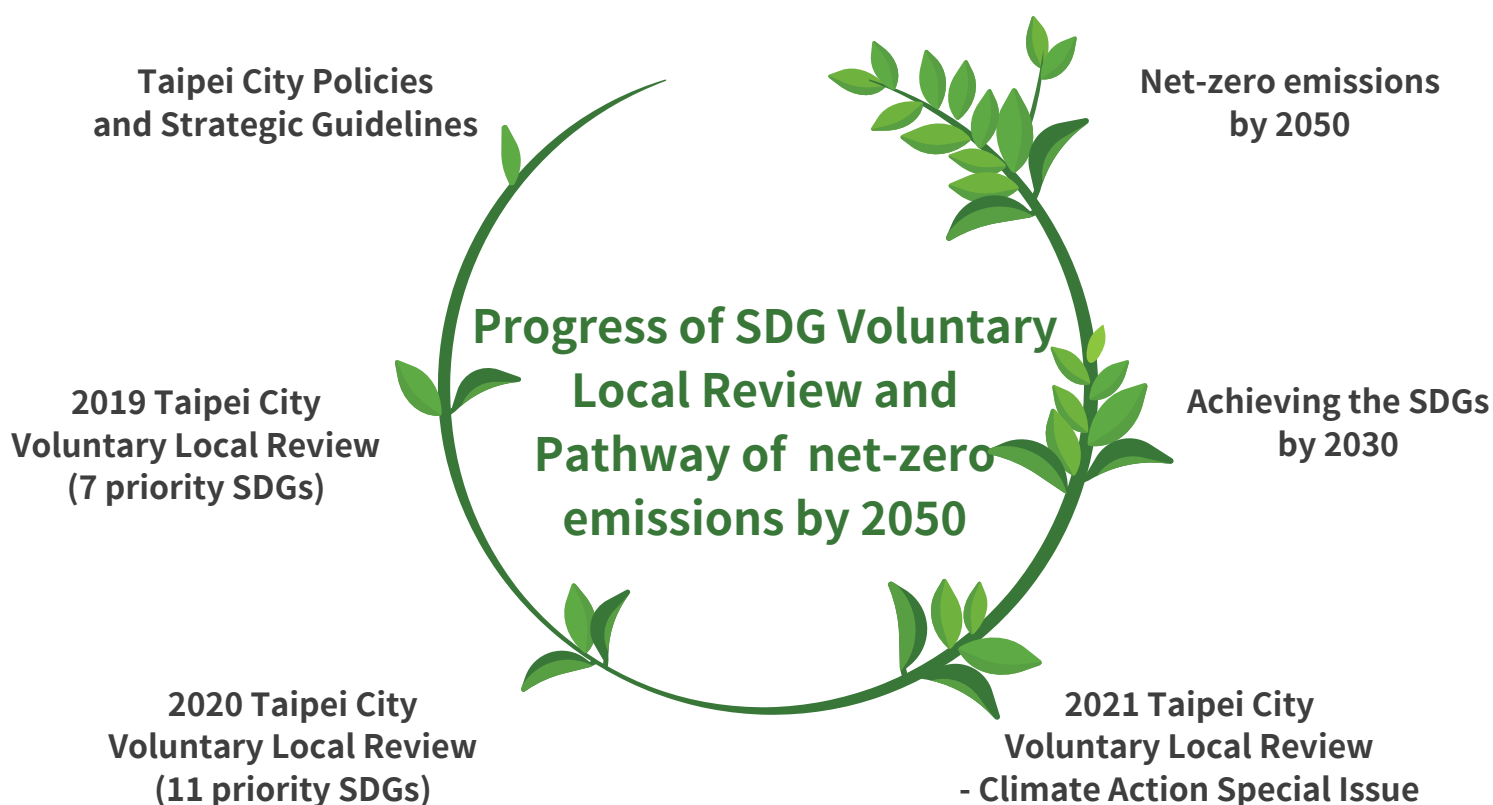 Taipei City Policies
and Strategic Guidelines
2019 Taipei City
Voluntary Local Review
(7 priority SDGs)
2020 Taipei City
Voluntary Local Review
(11 priority SDGs)
Progress of SDG Voluntary
Local Review and
Pathway of net-zero
emissions by 2050
2021 Taipei City
Voluntary Local Review
- Climate Action Special Issue
Achieving the SDGs
by 2030
Net-zero emissions
by 2050